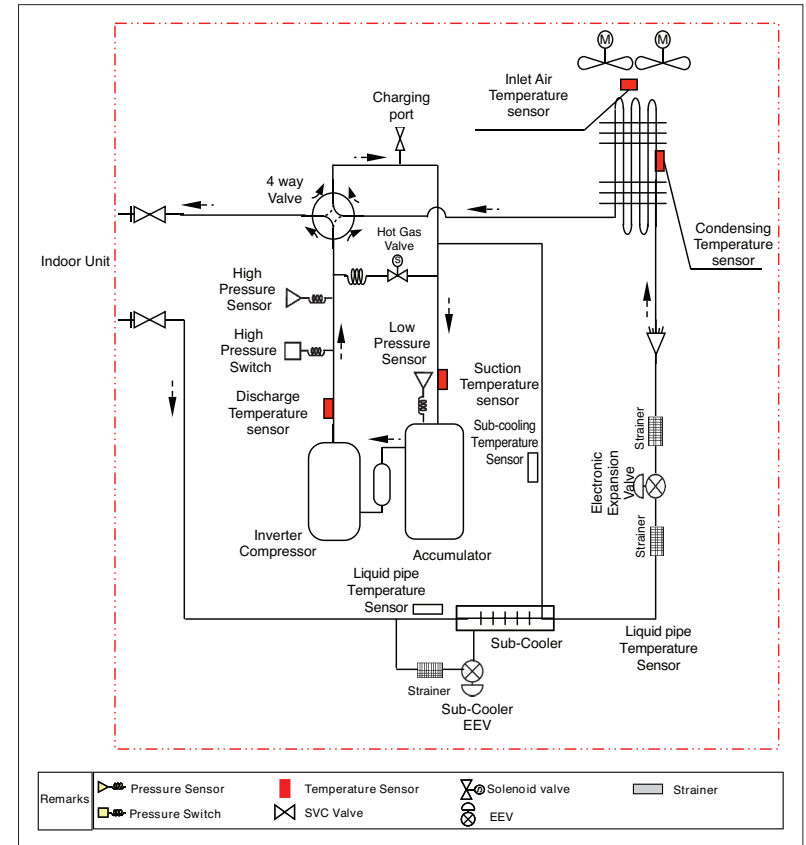 M
M
Inlet Air
Temperature
sensor
Charging
port
4 way
Valve
Hot Gas
Valve
S
Condensing
Temperature
sensor
Indoor Unit
High
Pressure
Sensor
High
Pressure
Switch
Low
Pressure
Sensor
Suction
Temperature
sensor
Discharge
Temperature
sensor
Sub-cooling
Temperature
Sensor
Strainer
Electronic
Expansion
Valve
Strainer
Inverter
Compressor
Accumulator
Liquid pipe
Temperature
Sensor
Sub-Cooler
Liquid pipe
Temperature
Sensor
Strainer
Sub-Cooler
EEV
Remarks
Pressure Sensor
Temperature Sensor
S
Solenoid valve
Strainer
Pressure Switch
SVC Valve
EEV